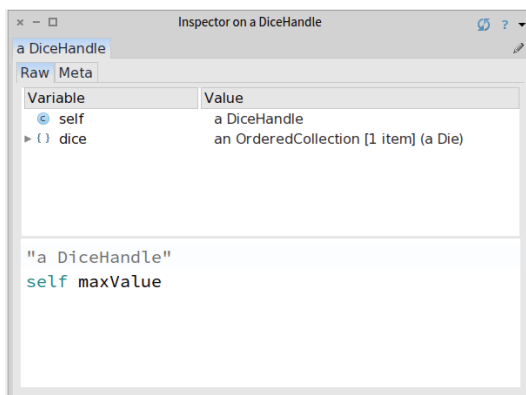 Inspector on a DiceHandle
?
a DiceHandle
Raw Meta
Variable Value
c self a DiceHandle
{ } dice an OrderedCollection [1 item] (a Die)
"a DiceHandle"
self maxValue